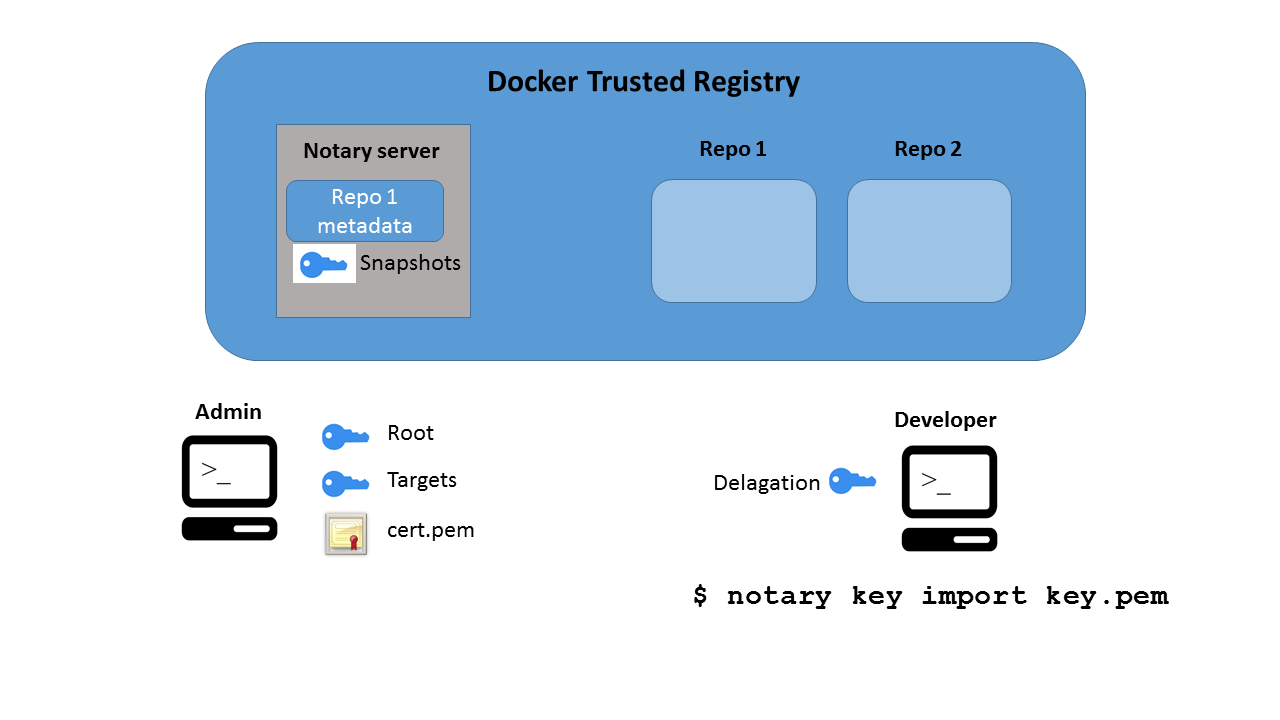 Docker Trusted Registry
Notary server
Repo 1
metadata
Snapshots
Repo 1
Repo 2
Admin
>_
Root
Targets
cert.pem
Developer
Delagation
>_
$ notary key import key.pem